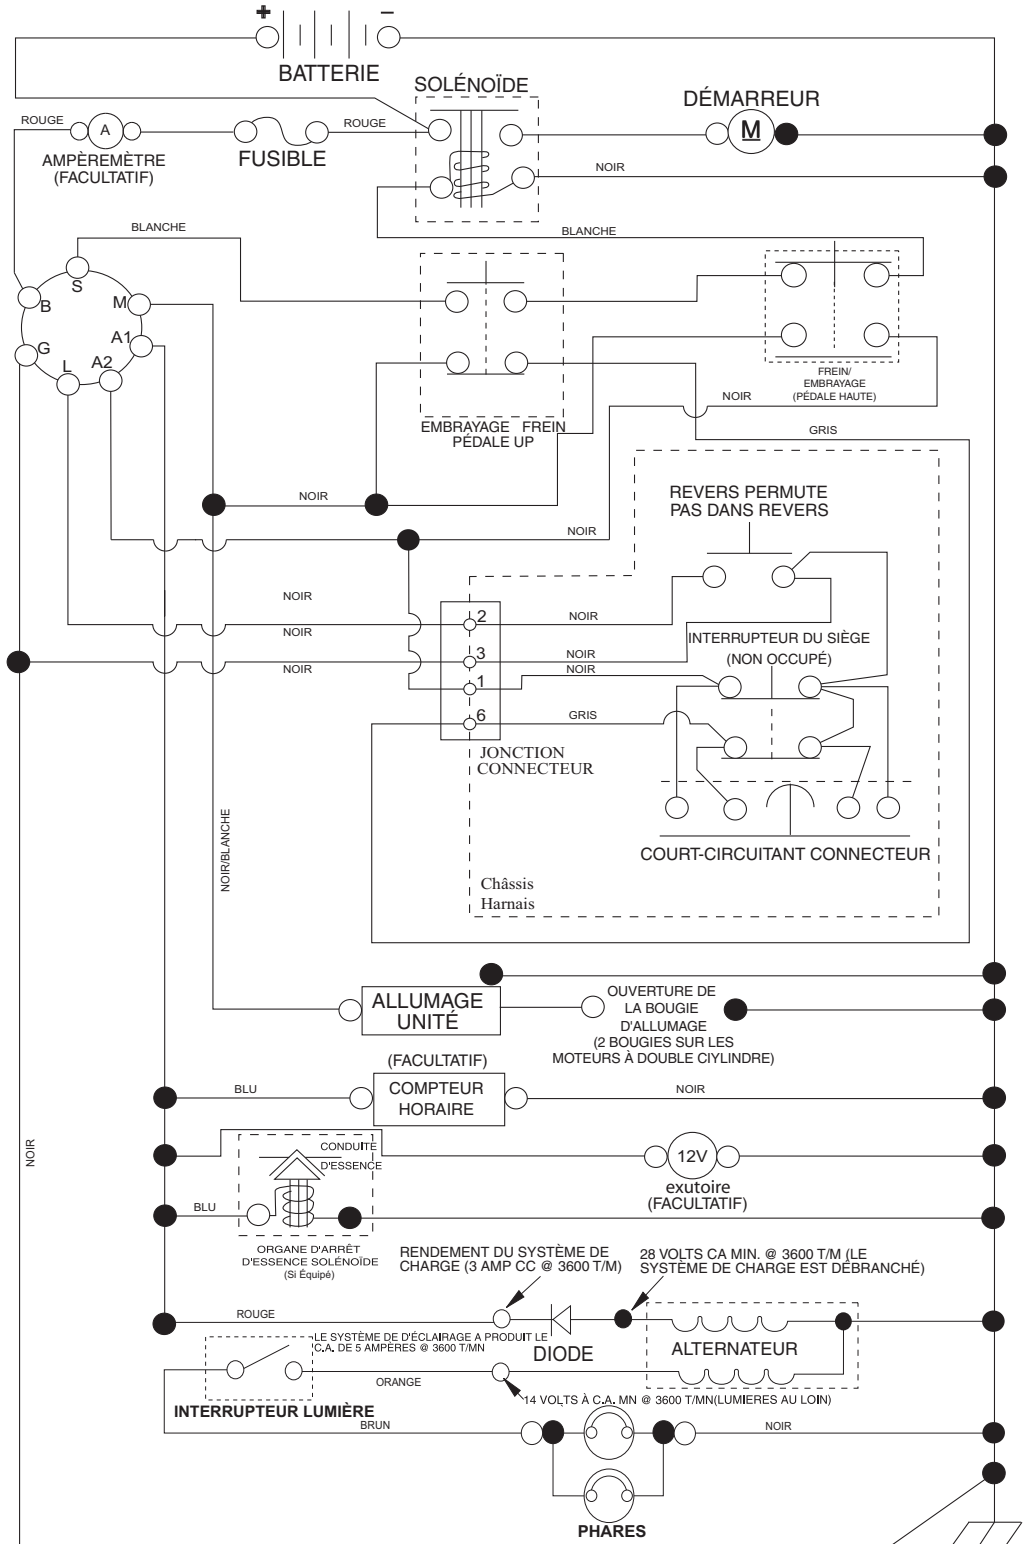 + −
BATTERIE
SOLÉNOÏDE
DÉMARREUR
ROUGE
A
AMPÈREMÈTRE
(FACULTATIF)
FUSIBLE
ROUGE
M
NOIR
BLANCHE
BLANCHE
S
B
M
G
A1
L
A2
FREIN/
EMBRAYAGE
(PÉDALE HAUTE)
NOIR
EMBRAYAGE FREIN
PÉDALE UP
GRIS
NOIR
REVERS PERMUTE
PAS DANS REVERS
NOIR
NOIR
2
NOIR
NOIR
INTERRUPTEUR DU SIÈGE
(NON OCCUPÉ)
3
NOIR
NOIR
NOIR
1
6
GRIS
JONCTION
CONNECTEUR
NOIR/BLANCHE
COURT-CIRCUITANT CONNECTEUR
Châssis
Harnais
ALLUMAGE
UNITÉ
OUVERTURE DE
LA BOUGIE
D'ALLUMAGE
(2 BOUGIES SUR LES
MOTEURS À DOUBLE CIYLINDRE)
(FACULTATIF)
BLU
COMPTEUR
HORAIRE
NOIR
NOIR
CONDUITE
D'ESSENCE
12V
exutoire
(FACULTATIF)
BLU
ORGANE D'ARRÊT
D'ESSENCE SOLÉNOÏDE
(Si Équipé)
RENDEMENT DU SYSTÈME DE
CHARGE (3 AMP CC @ 3600 T/M)
28 VOLTS CA MIN. @ 3600 T/M (LE
SYSTÈME DE CHARGE EST DÉBRANCHÉ)
ROUGE
LE SYSTÈME DE D'ÉCLAIRAGE A PRODUIT LE
C.A. DE 5 AMPÈRES @ 3600 T/MN
DIODE
ALTERNATEUR
ORANGE
14 VOLTS À C.A. MN @ 3600 T/MN(LUMIERES AU LOIN)
INTERRUPTEUR LUMIÈRE
BRUN
NOIR
PHARES